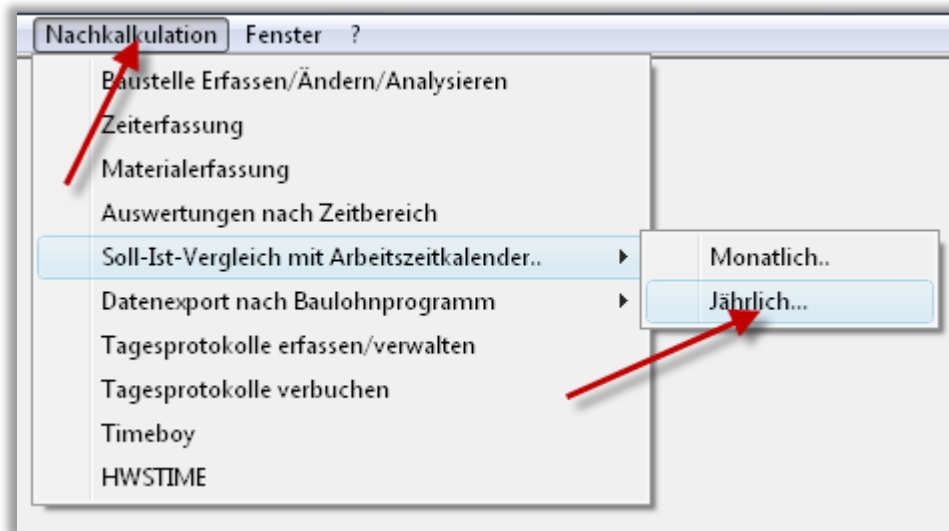 Nachkalkulation Fenster ?
Baustelle Erfassen/Ändern/Analysieren
Zeiterfassung
Materialerfassung
Auswertungen nach Zeitbereich
Soll-Ist-Vergleich mit Arbeitszeitkalender..
Monatlich..
Jährlich...
Datenexport nach Baulohnprogramm
Tagesprotokolle erfassen/verwalten
Tagesprotokolle verbuchen
Timeboy
HWSTIME